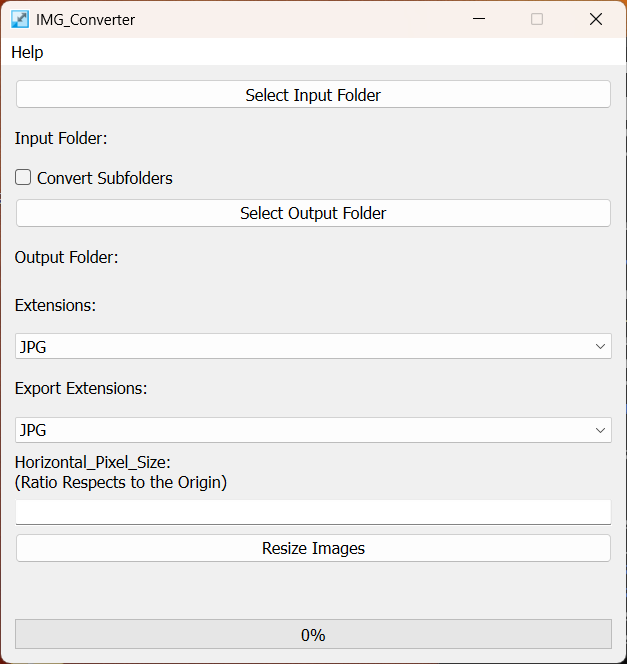 IMG_Converter
Help
Select Input Folder
Input Folder:
Convert Subfolders
Select Output Folder
Output Folder:
Extensions:
JPG
Export Extensions:
JPG
Horizontal_Pixel_Size:
(Ratio Respects to the Origin)
Resize Images
0%